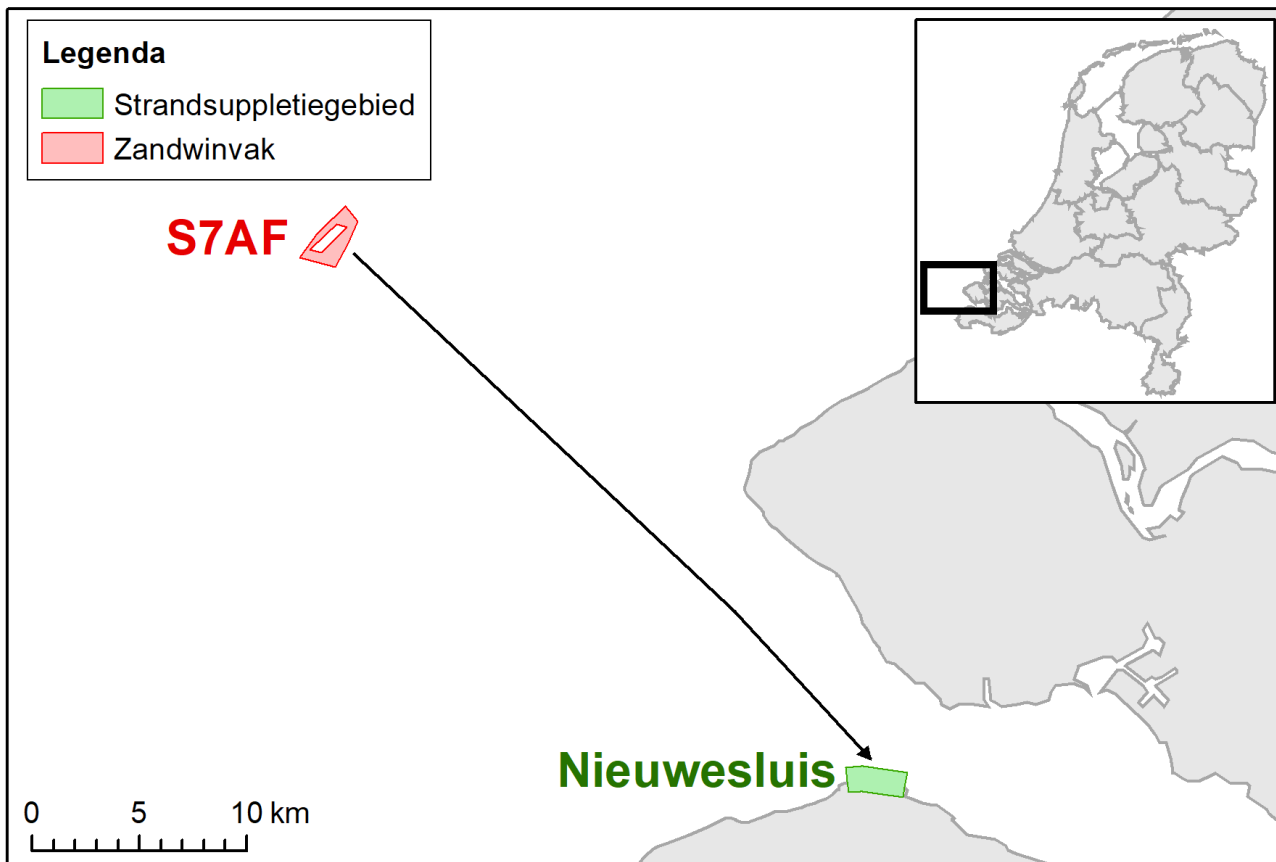 Legenda
Strandsuppletiegebied
Zandwinvak
S7AF
Nieuwesluis
0 5 10 km